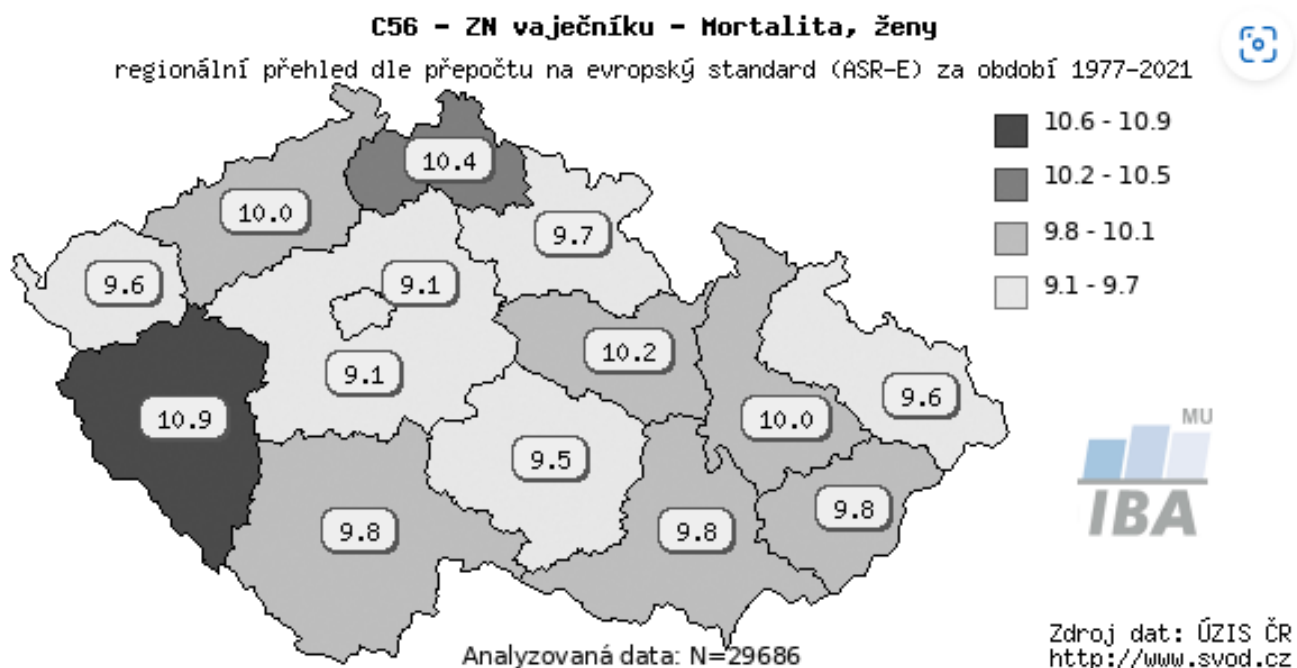 C56 - ZN vaječníku - Mortalita, ženy
regionální přehled dle přepočtu na evropský standard (ASR-E) za období 1977-2021
10.6 - 10.9
10.2 - 10.5
9.8 - 10.1
9.1 - 9.7
10.4
10.0
9.7
9.6
9.1
10.2
9.1
9.6
10.9
10.0
9.5
9.8
9.8
9.8
MU
IBA
Analyzovaná data: N=29686
Zdroj dat: ÚZIS ČR
http://www.svod.cz